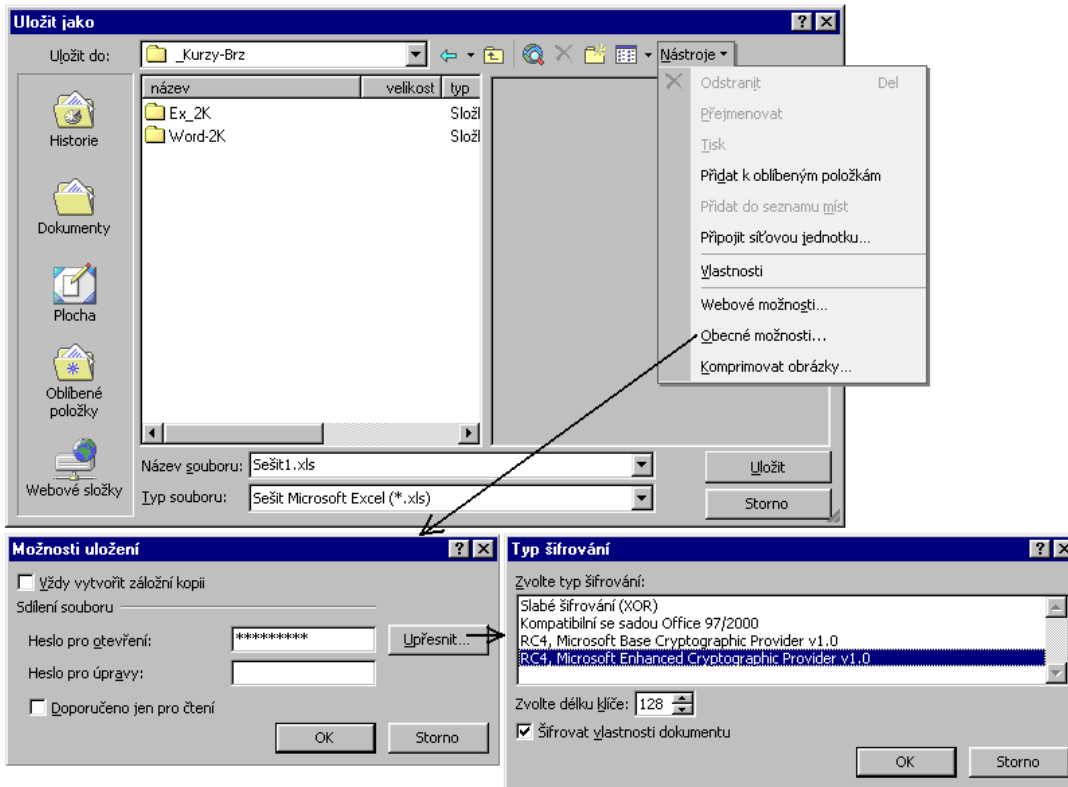 Uložit jako
Uložit do:
_Kurzy-Brz
Nástroje
název velikost typ
Ex_2K Složl
Word-2K Složl
Historie
Dokumenty
Plocha
Oblíbené
položky
Webové složky
Odstranit Del
Přejmenovat
Tisk
Přidat k oblíbeným položkám
Přidat do seznamu míst
Připojit síťovou jednotku...
Vlastnosti
Webové možnosti...
Obecné možnosti...
Komprimovat obrázky...
Název souboru: Sešit1.xls
Uložit
Typ souboru: Sešit Microsoft Excel (*.xls)
Storno
Možnosti uložení
Vždy vytvořit záložní kopii
Sdílení souboru
Heslo pro otevření: *********
Upřesnit...
Heslo pro úpravy:
Doporučeno jen pro čtení
OK Storno
Typ šifrování
Zvolte typ šifrování:
Slabé šifrování (XOR)
Kompatibilní se sadou Office 97/2000
RC4, Microsoft Base Cryptographic Provider v1.0
RC4, Microsoft Enhanced Cryptographic Provider v1.0
Zvolte délku klíče: 128
Šifrovat vlastnosti dokumentu
OK Storno